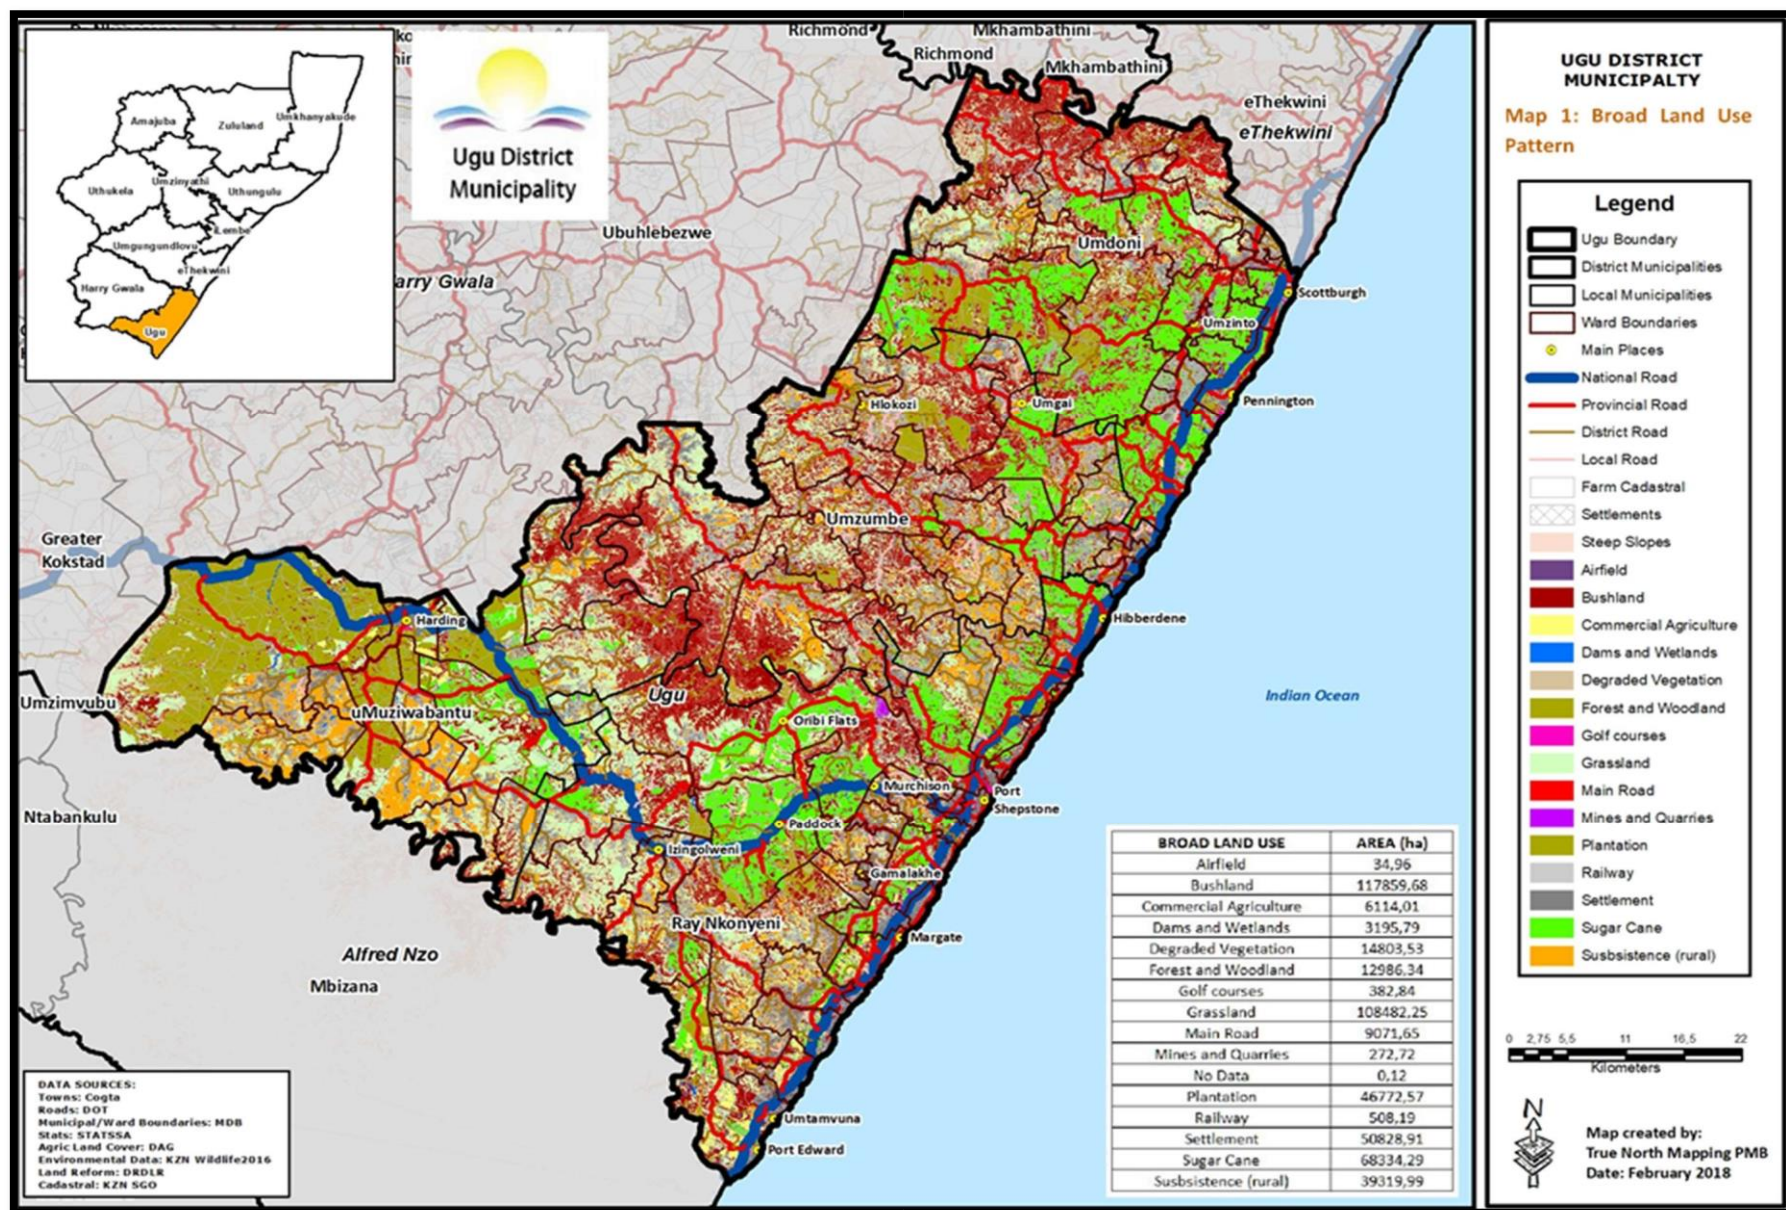 Richmond
Mkhambathini
Richmond
Mkhambathini
eThekwini
eThekwini
Amajuba
Zululand
Umkhanyakude
Uthukela
Umzinyathi
Uthungulu
iLembe
Umgungundlovu
eThekwini
Harry Gwala
Ugu
Ugu District
Municipality
Ubuhlebezwe
arry Gwala
Umdoni
Scottburgh
Umzinto
Pennington
Hlokozi
Umgai
Umzumbe
Greater
Kokstad
Harding
Hibberdene
Umzimvubu
Ugu
uMuziwabantu
Oribi Flats
Indian Ocean
Murchison
Port
Shepstone
Ntabankulu
Paddock
Izingolweni
Gamalakhe
Ray Nkonyeni
Margate
Alfred Nzo
Mbizana
Umtamvuna
Port Edward
DATA SOURCES:
Towns: Cogta
Roads: DOT
Municipal/Ward Boundaries: MDB
Stats: STATSSA
Agric Land Cover: DAG
Environmental Data: KZN Wildlife2016
Land Reform: DRDLR
Cadastral: KZN SGO
BROAD LAND USE AREA (ha)
Airfield 34,96
Bushland 117859,68
Commercial Agriculture 6114,01
Dams and Wetlands 3195,79
Degraded Vegetation 14803,53
Forest and Woodland 12986,34
Golf courses 382,84
Grassland 108482,25
Main Road 9071,65
Mines and Quarries 272,72
No Data 0,12
Plantation 46772,57
Railway 508,19
Settlement 50828,91
Sugar Cane 68334,29
Susbsistence (rural) 39319,99
UGU DISTRICT
MUNICIPALTY
Map 1: Broad Land Use
Pattern
Legend
Ugu Boundary
District Municipalities
Local Municipalities
Ward Boundaries
Main Places
National Road
Provincial Road
District Road
Local Road
Farm Cadastral
Settlements
Steep Slopes
Airfield
Bushland
Commercial Agriculture
Dams and Wetlands
Degraded Vegetation
Forest and Woodland
Golf courses
Grassland
Main Road
Mines and Quarries
Plantation
Railway
Settlement
Sugar Cane
Susbsistence (rural)
0 2,75 5,5 11 16,5 22
Kilometers
N
Map created by:
True North Mapping PMB
Date: February 2018